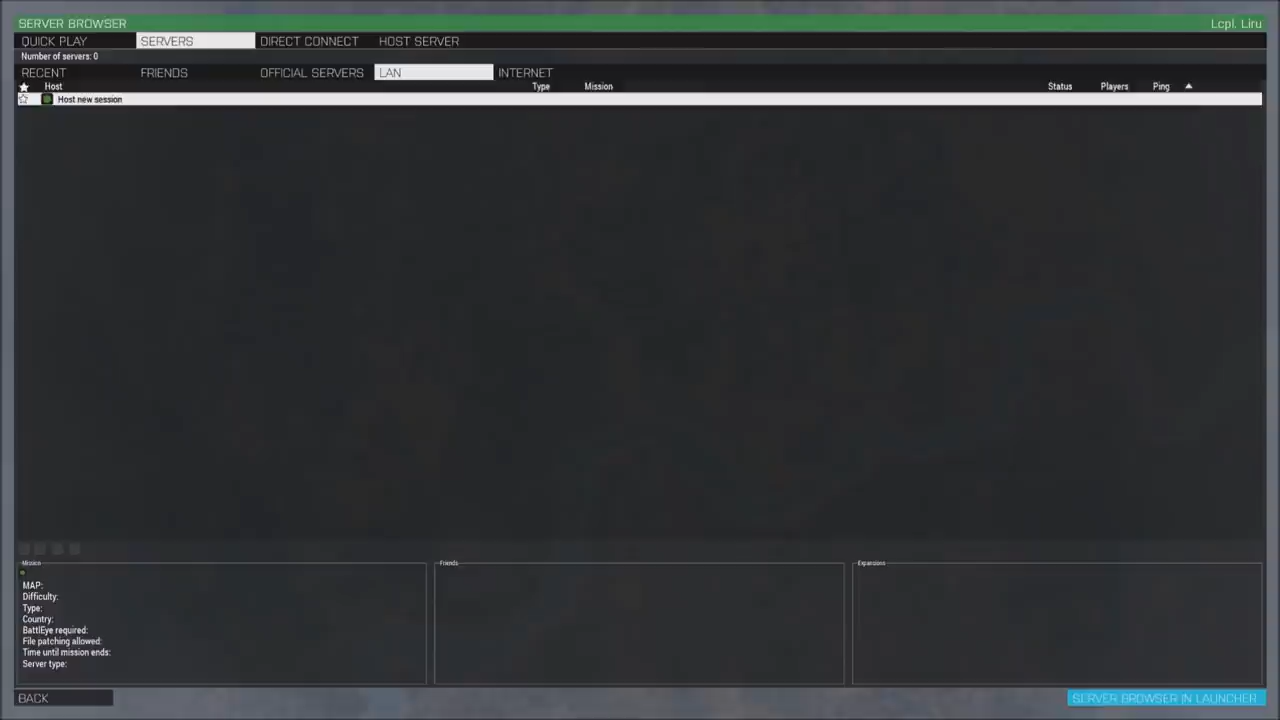 SERVER BROWSER
Lcpl. Liru
QUICK PLAY SERVERS DIRECT CONNECT HOST SERVER
Number of servers: 0
RECENT FRIENDS OFFICIAL SERVERS LAN INTERNET
Host Type Mission Status Players Ping
Host new session
Mission
MAP:
Difficulty:
Type:
Country:
BattlEye required:
File patching allowed:
Time until mission ends:
Server type:
Friends
Expansions
BACK
SERVER BROWSER IN LAUNCHER